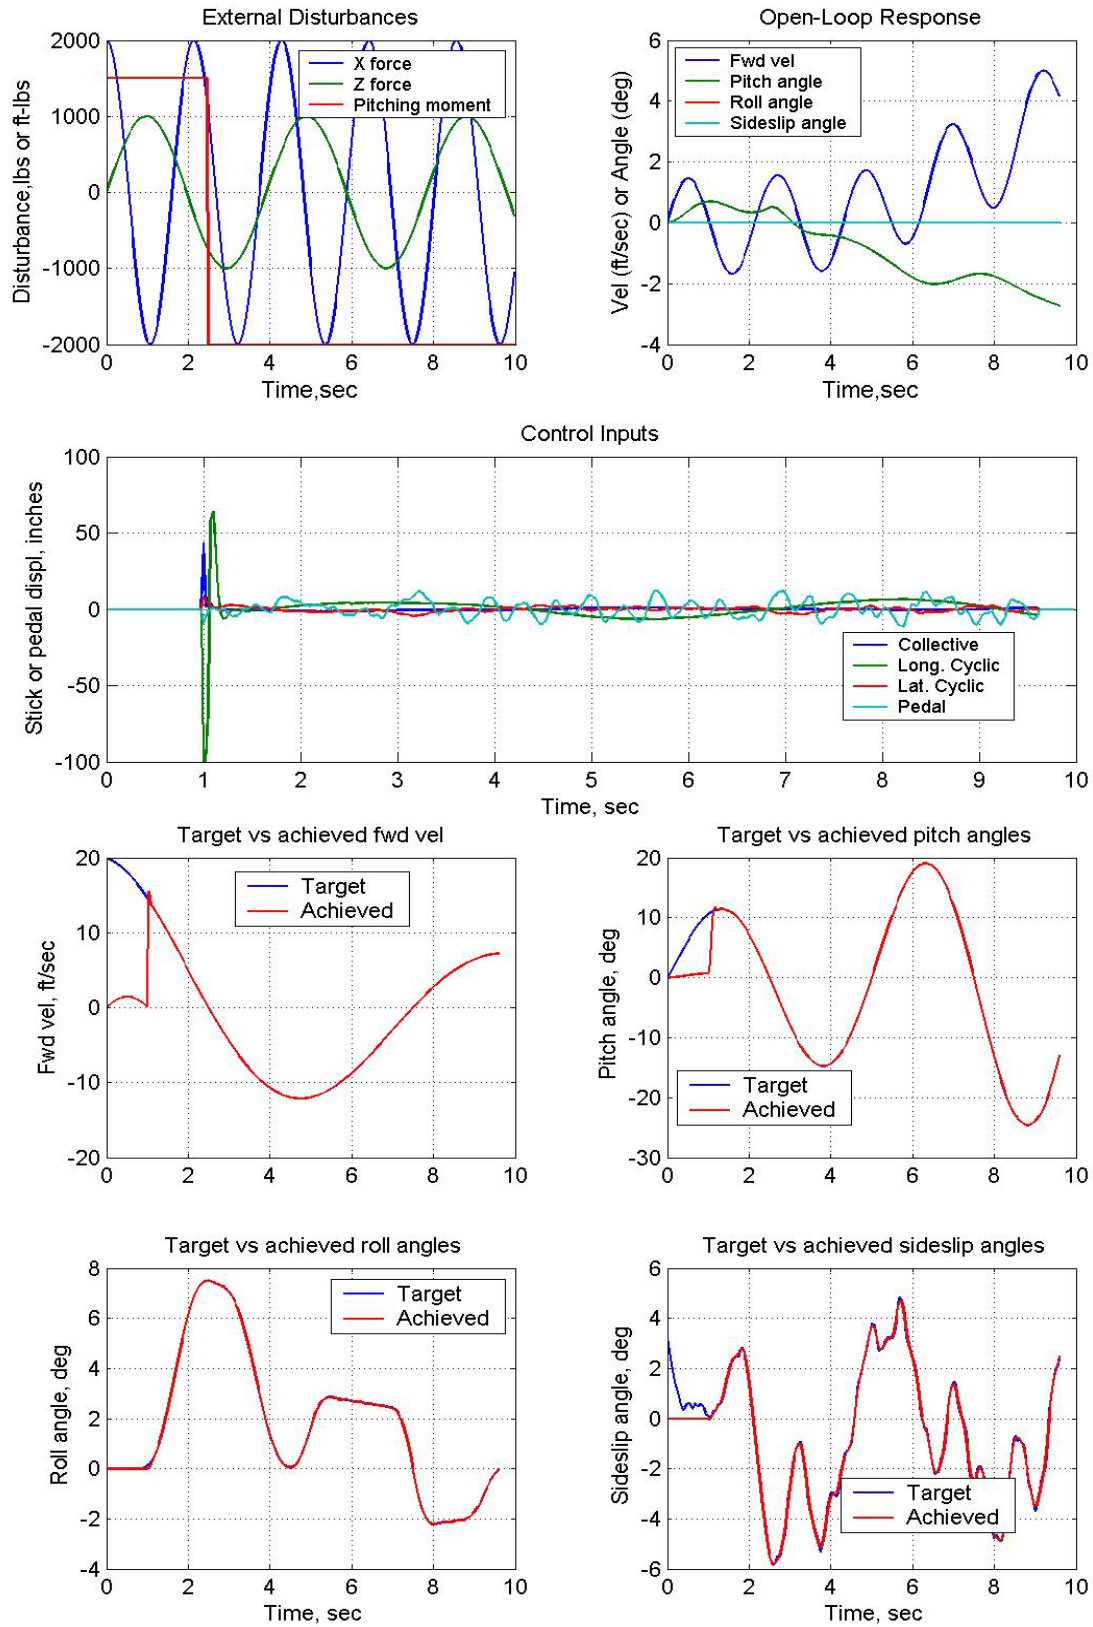 External Disturbances
2000
1000
0
-1000
-2000
0 2 4 6 8 10
Disturbance,lbs or ft-lbs
Time,sec
X force
Z force
Pitching moment
Open-Loop Response
6
4
2
0
-2
-4
0 2 4 6 8 10
Vel (ft/sec) or Angle (deg)
Time,sec
Fwd vel
Pitch angle
Roll angle
Sideslip angle
Control Inputs
100
50
0
-50
-100
0 1 2 3 4 5 6 7 8 9 10
Stick or pedal displ, inches
Time, sec
Collective
Long. Cyclic
Lat. Cyclic
Pedal
Target vs achieved fwd vel
20
10
0
-10
-20
0 2 4 6 8 10
Fwd vel, ft/sec
Target
Achieved
Target vs achieved pitch angles
20
10
0
-10
-20
-30
0 2 4 6 8 10
Pitch angle, deg
Target
Achieved
Target vs achieved roll angles
8
6
4
2
0
-2
-4
0 2 4 6 8 10
Roll angle, deg
Time, sec
Target
Achieved
Target vs achieved sideslip angles
6
4
2
0
-2
-4
-6
0 2 4 6 8 10
Sideslip angle, deg
Time, sec
Target
Achieved